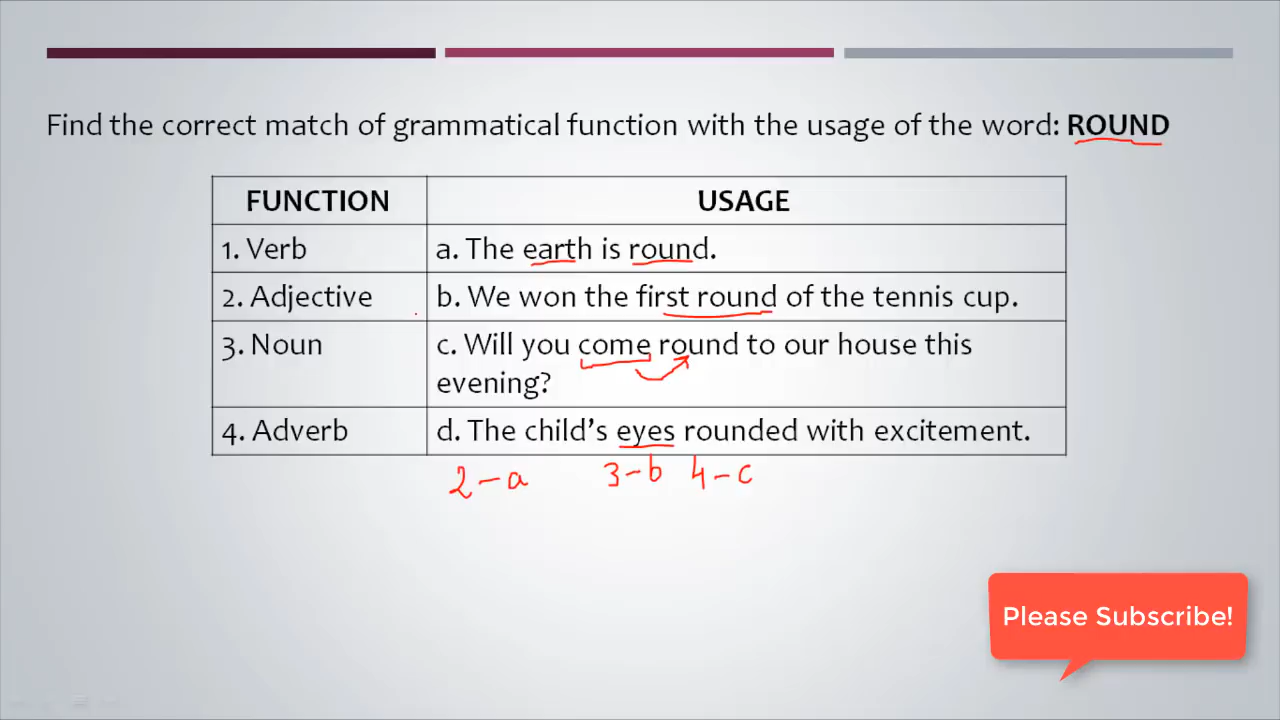 Find the correct match of grammatical function with the usage of the word: ROUND
FUNCTION USAGE
1. Verb a. The earth is round.
2. Adjective b. We won the first round of the tennis cup.
3. Noun c. Will you come round to our house this
evening?
4. Adverb d. The child's eyes rounded with excitement.
2-a 3-b 4-c
Please Subscribe!